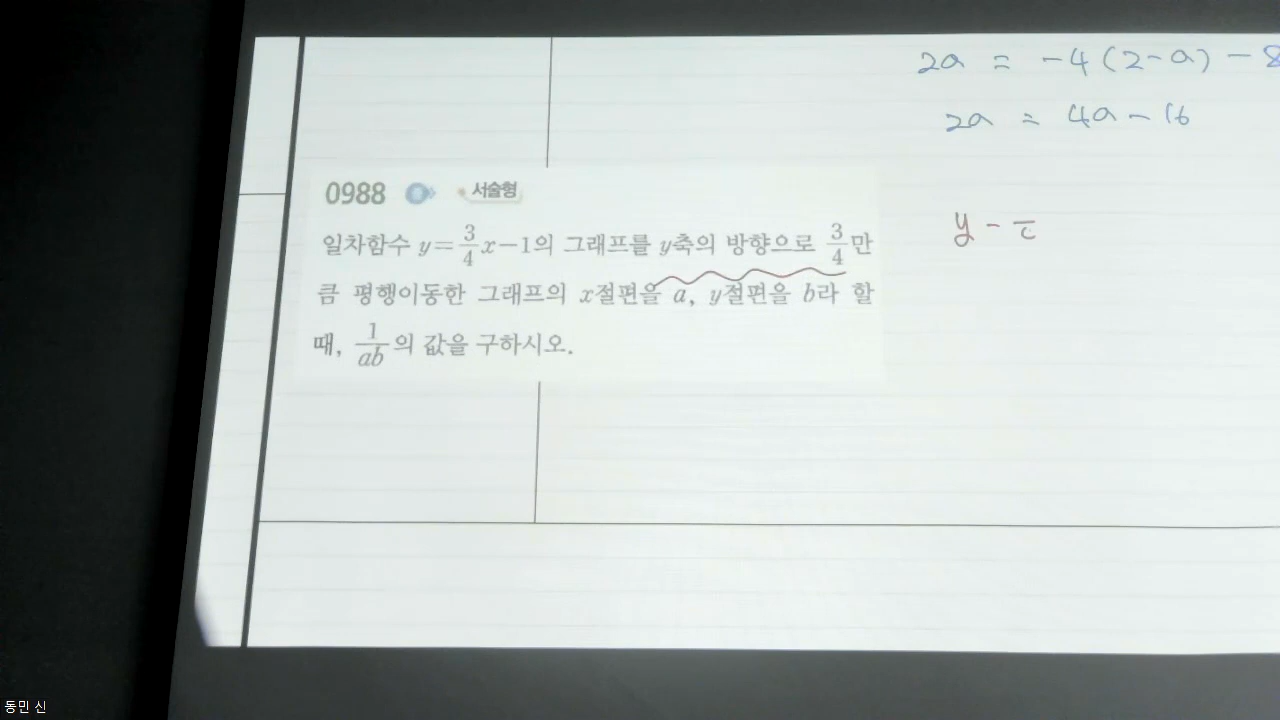 2a = -4(2-a) - 8
2a = 4a - 16
0988 서술형
일차함수 y=3/4x-1의 그래프를 y축의 방향으로 3/4만
큼 평행이동한 그래프의 x절편을 a, y절편을 b라 할
때, 1/ab의 값을 구하시오.
y -
동민 신